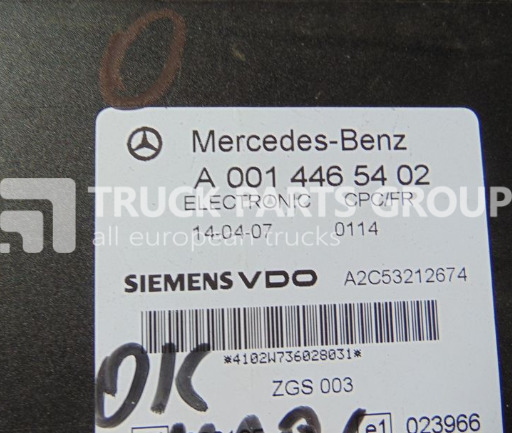 O
Mercedes-Benz
A 001 446 54 02
ELECTRONIC CPC/FR
TRUCK PARTS GROUP
all european trucks
14-04-07 0114
SIEMENS VDO A2C53212674
*4102W736028031*
ZGS 003
OK
e1 023966